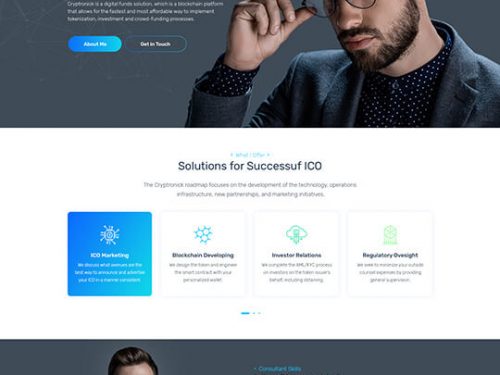 Cryptronick is a digital funds solution, which is a blockchain platform
that allows for the fastest and most affordable way to implement
tokenization, investment and crowd-funding processes.
About Me
Get in Touch
What I Offer
Solutions for Successuf ICO
The Cryptronick roadmap focuses on the development of the technology, operations
infrastructure, new partnerships, and marketing initiatives.
ICO Marketing
We discuss what avenues are the
best way to announce and advertise
your ICO in a manner consistent
Blockchain Developing
We design the token and engineer
the smart contract with your
personalized wallet.
Investor Relations
We complete the AML/KYC process
on investors on the token issuer's
behalf, including obtaining.
Regulatory Ovesight
We seek to minimize your outside
counsel expenses by providing
general supervision.
Consultant Skills